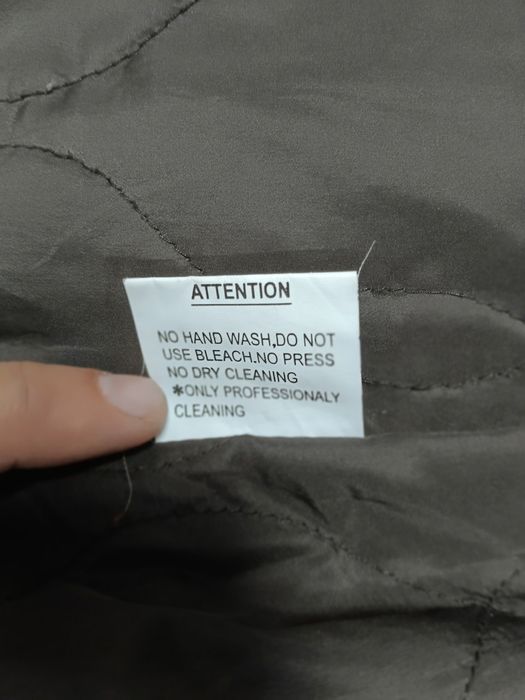 ATTENTION
NO HAND WASH,DO NOT
USE BLEACH.NO PRESS
NO DRY CLEANING
*ONLY PROFESSIONALY
CLEANING